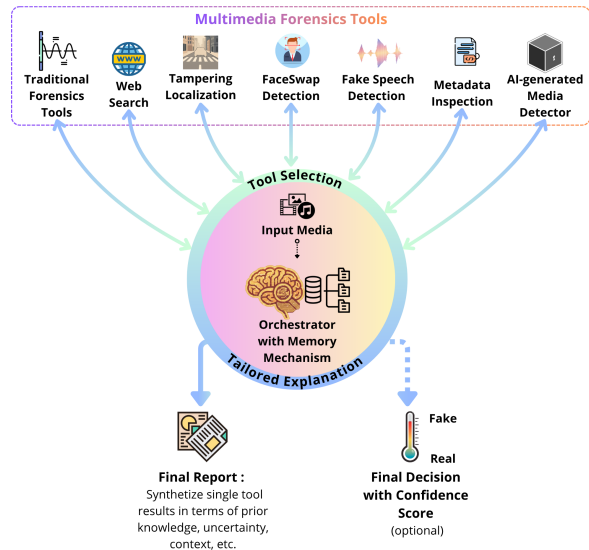 Multimedia Forensics Tools
Traditional
Forensics
Tools
WWW
Web
Search
Tampering
Localization
FaceSwap
Detection
Fake Speech
Detection
Metadata
Inspection
AI-generated
Media
Detector
Tool Selection
Input Media
Orchestrator
with Memory
Mechanism
Tailored Explanation
Final Report :
Synthetize single tool
results in terms of prior
knowledge, uncertainty,
context, etc.
Fake
Real
Final Decision
with Confidence
Score
(optional)